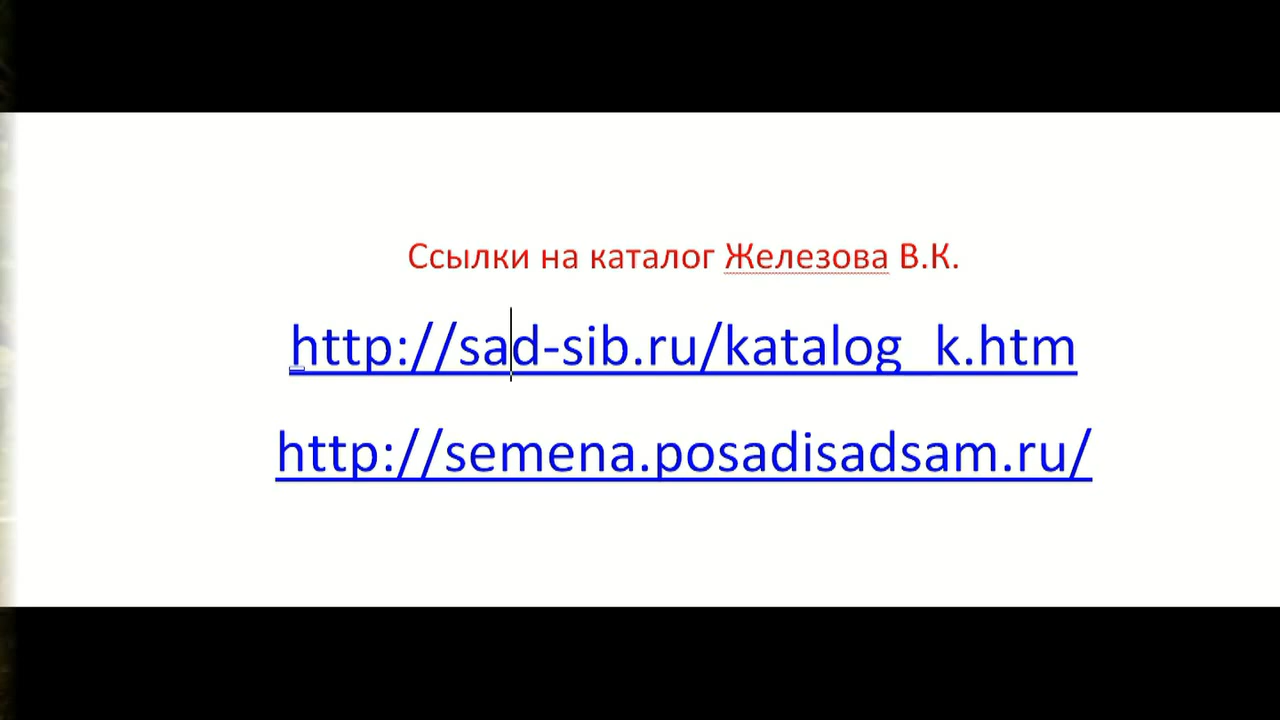 Ссылки на каталог Железова В.К.
http://sad-sib.ru/katalog_k.htm
http://semena.posadisadsam.ru/